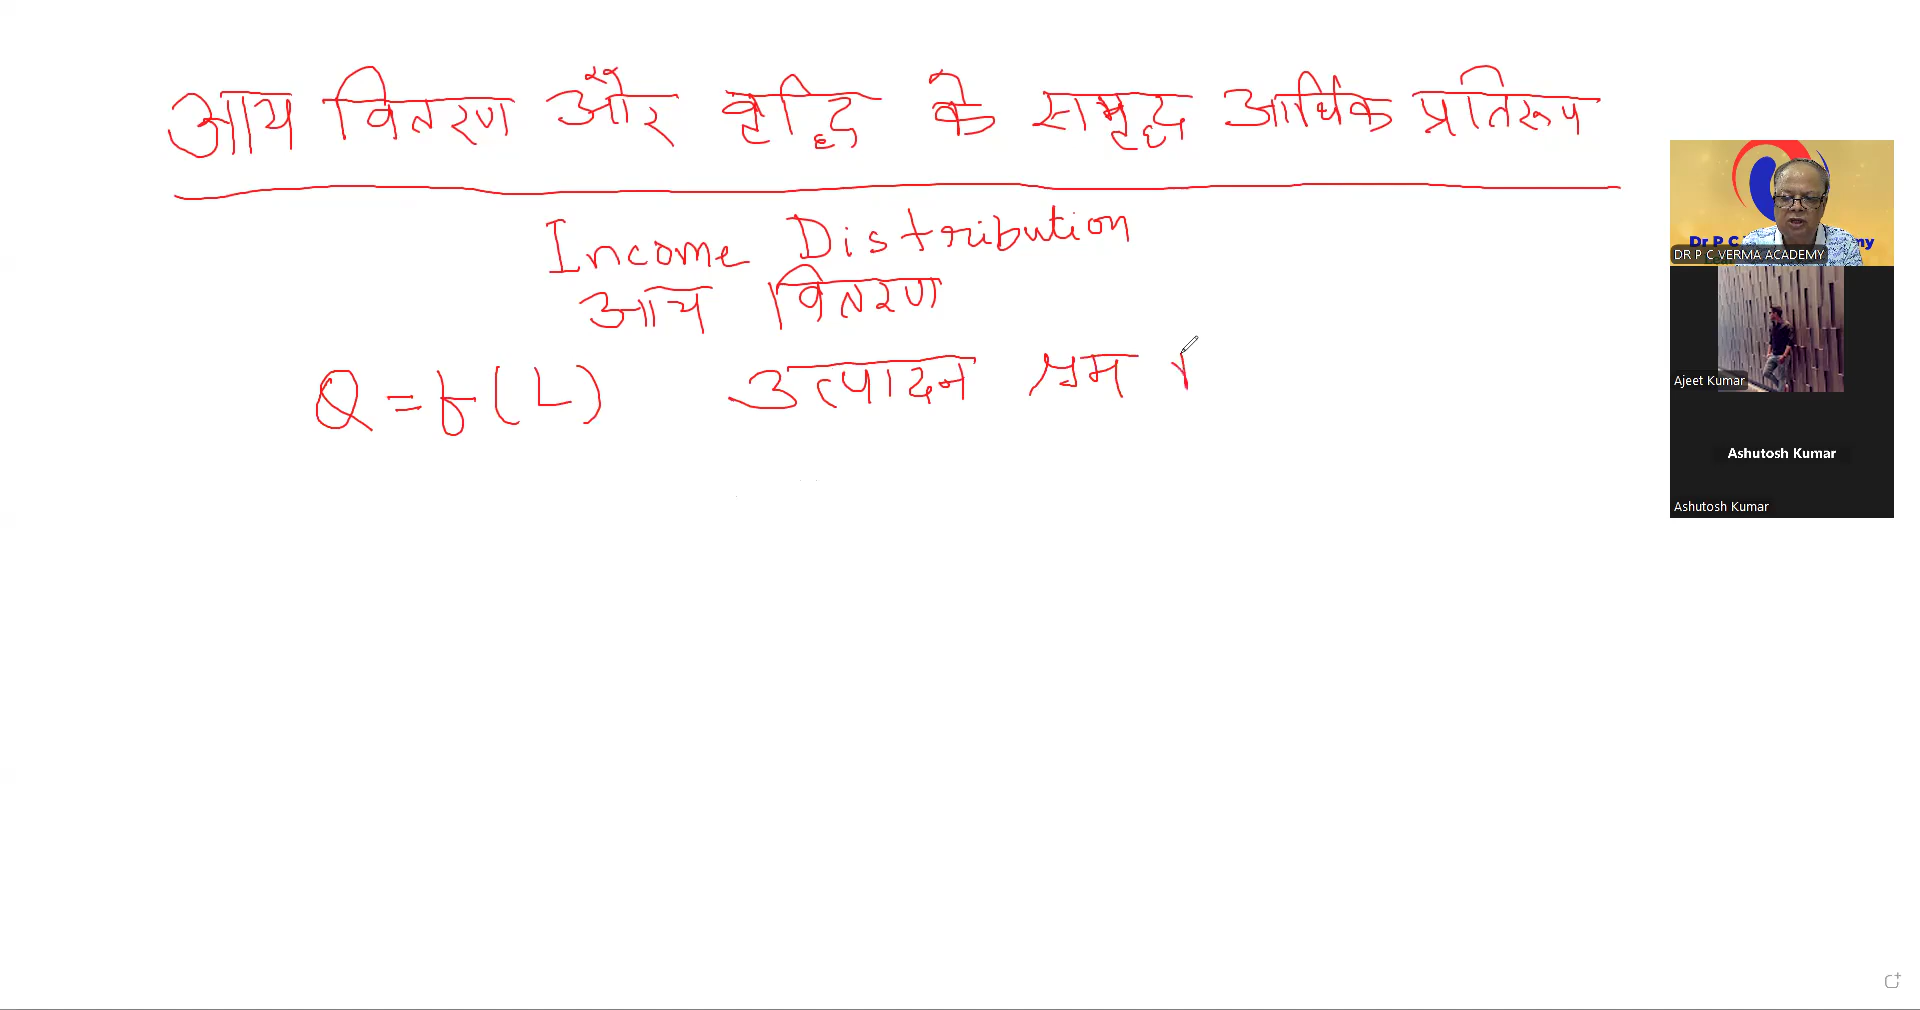 आय वितरण और वृद्धि के समृद्ध आर्थिक प्रतिरूप
Income Distribution
आय वितरण
Q = f(L) उत्पादन श्रम
DR P C VERMA ACADEMY
Ajeet Kumar
Ashutosh Kumar
Ashutosh Kumar